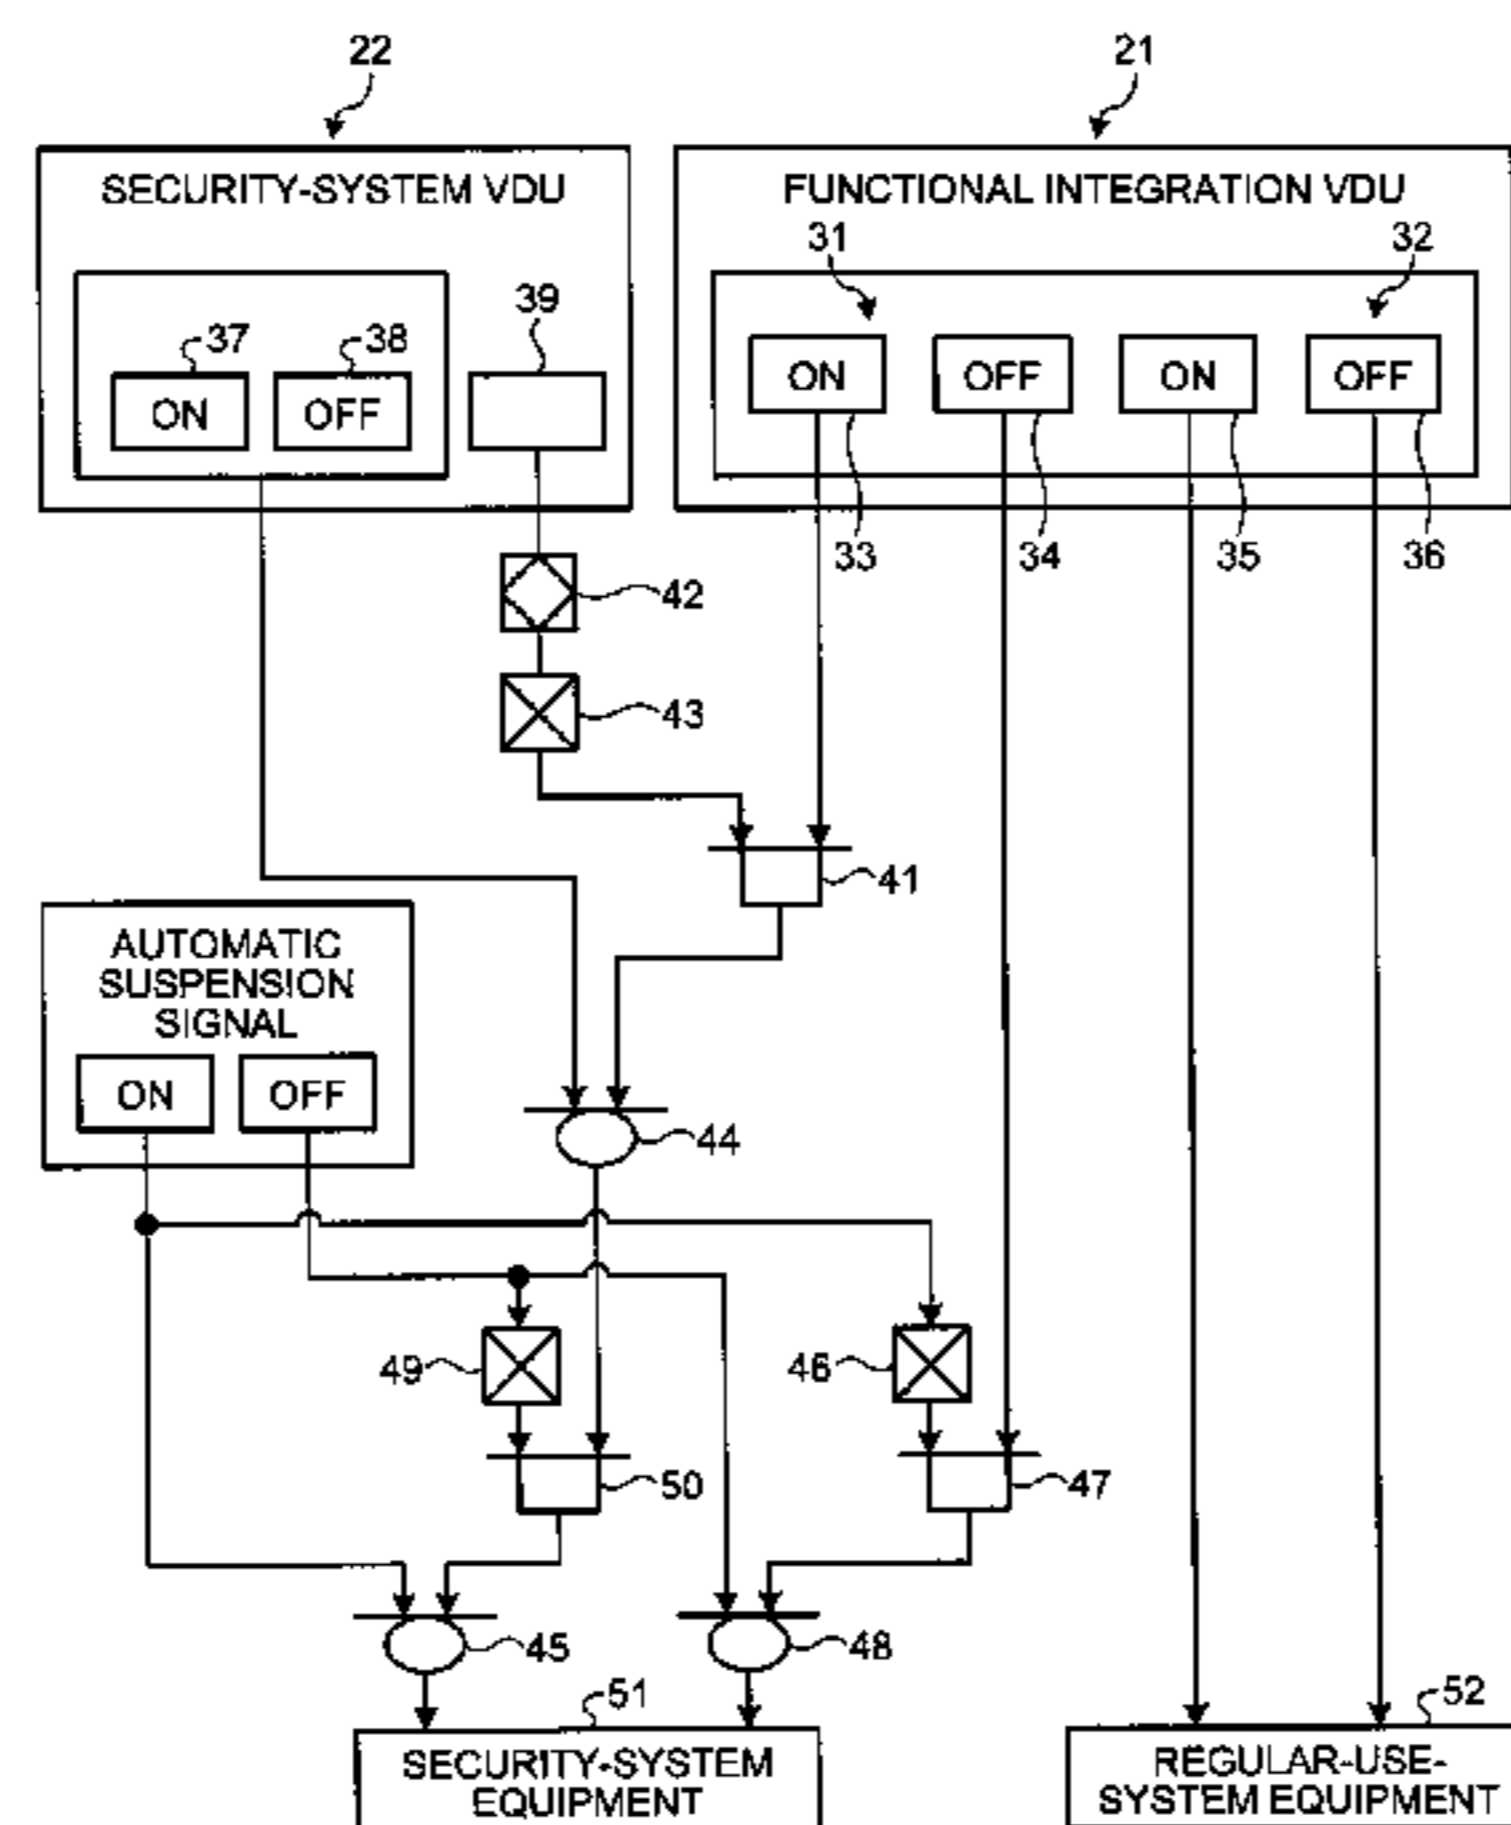 22
21
SECURITY-SYSTEM VDU
FUNCTIONAL INTEGRATION VDU
31
32
39
37
38
ON
OFF
ON
OFF
ON
OFF
33
34
35
36
42
43
41
AUTOMATIC
SUSPENSION
SIGNAL
ON
OFF
44
49
46
50
47
45
48
51
52
SECURITY-SYSTEM
EQUIPMENT
REGULAR-USE-
SYSTEM EQUIPMENT